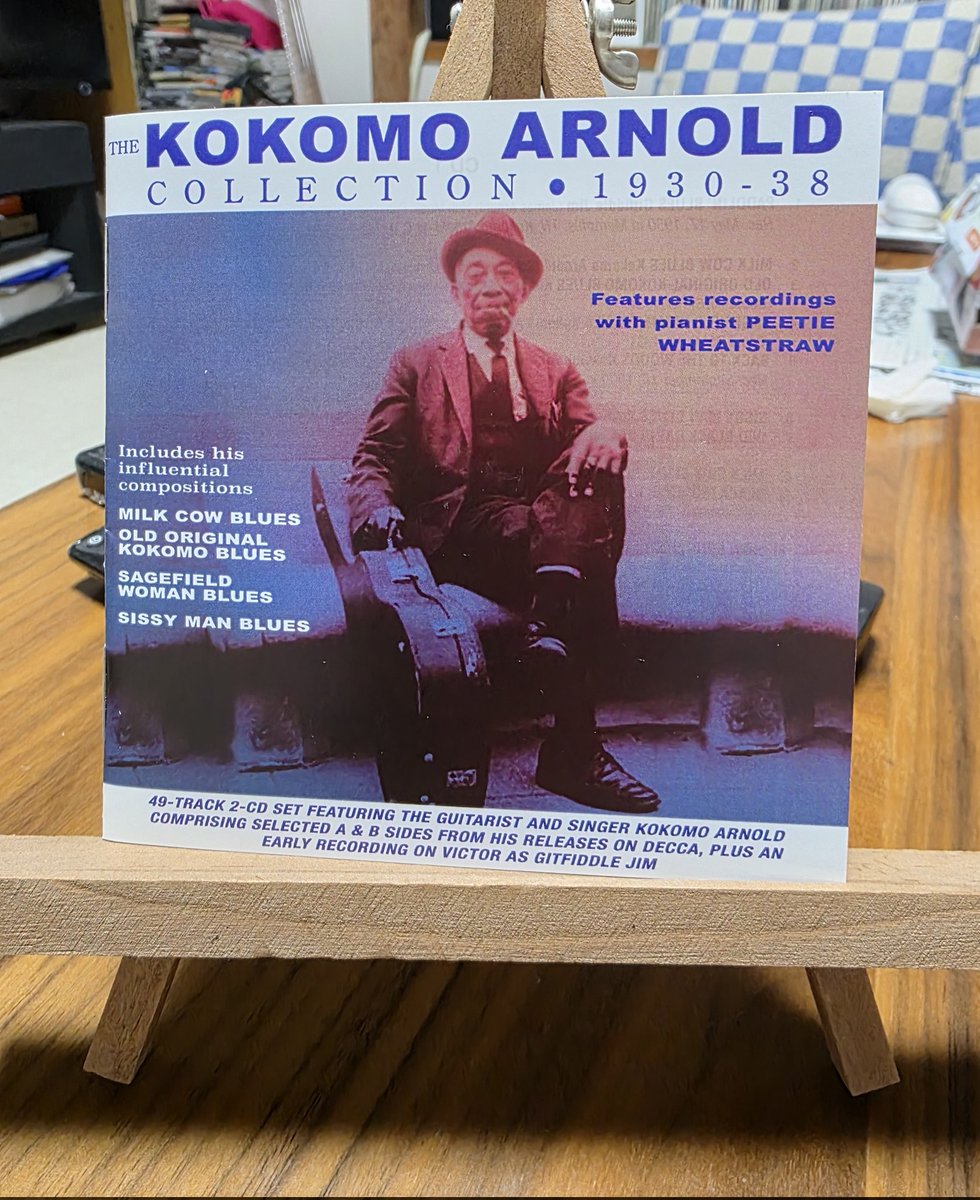 THE KOKOMO ARNOLD
COLLECTION • 1930-38
Features recordings
with pianist PEETIE
WHEATSTRAW
Includes his
influential
compositions
MILK COW BLUES
OLD ORIGINAL
KOKOMO BLUES
SAGEFIELD
WOMAN BLUES
SISSY MAN BLUES
49-TRACK 2-CD SET FEATURING THE GUITARIST AND SINGER KOKOMO ARNOLD
COMPRISING SELECTED A & B SIDES FROM HIS RELEASES ON DECCA, PLUS AN
EARLY RECORDING ON VICTOR AS GITFIDDLE JIM